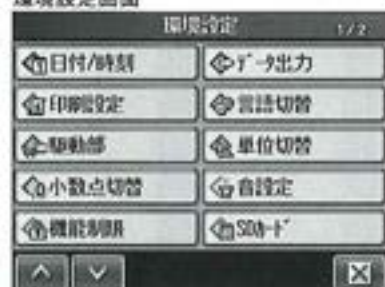 環境設定画面
環境設定 1/2
日付/時刻 ﾃﾞｰﾀ出力
印刷設定 言語切替
駆動部 単位切替
小数点切替 音設定
機能制限 SDｶｰﾄﾞ